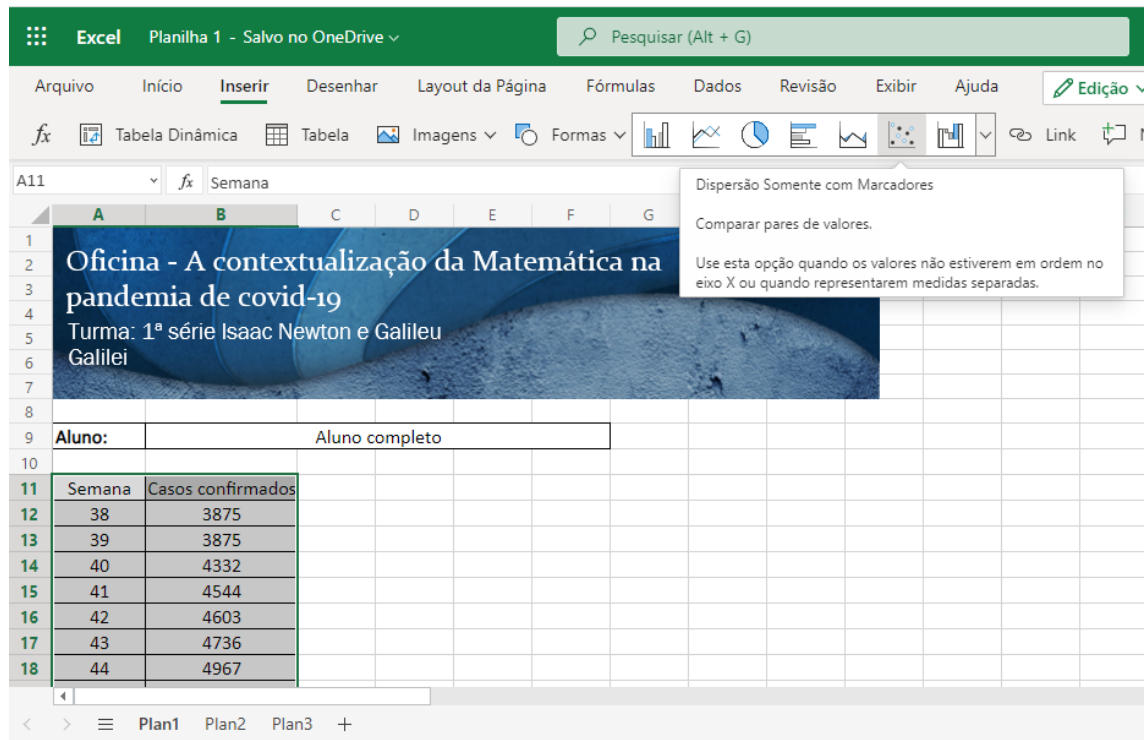 Excel Planilha 1 - Salvo no OneDrive
Pesquisar (Alt + G)
Arquivo Início Inserir Desenhar Layout da Página Fórmulas Dados Revisão Exibir Ajuda Edição
fx Tabela Dinâmica Tabela Imagens Formas Link
A11 fx Semana
Dispersão Somente com Marcadores
Comparar pares de valores.
Use esta opção quando os valores não estiverem em ordem no
eixo X ou quando representarem medidas separadas.
A B C D E F G
1
2
3
4
5
6
7
8
Oficina - A contextualização da Matemática na
pandemia de covid-19
Turma: 1ª série Isaac Newton e Galileu
Galilei
9 Aluno: Aluno completo
10
11 Semana Casos confirmados
12 38 3875
13 39 3875
14 40 4332
15 41 4544
16 42 4603
17 43 4736
18 44 4967
Plan1 Plan2 Plan3